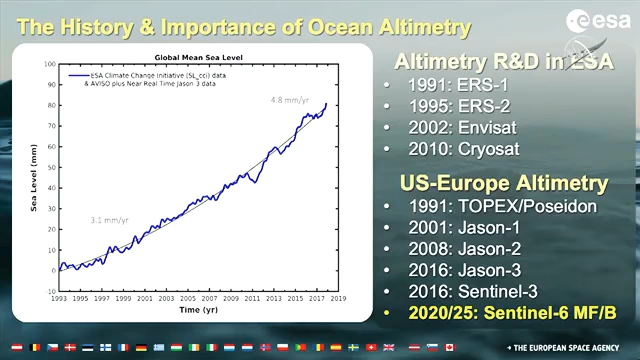 The History & Importance of Ocean Altimetry
esa
Global Mean Sea Level
ESA Climate Change Initiative (SL_cci) data
& AVISO plus Near Real Time Jason 3 data
4.8 mm/yr
3.1 mm/yr
Sea Level (mm)
100
90
80
70
60
50
40
30
20
10
0
-10
1993 1995 1997 1999 2001 2003 2005 2007 2009 2011 2013 2015 2017 2019
Time (yr)
Altimetry R&D in ESA
• 1991: ERS-1
• 1995: ERS-2
• 2002: Envisat
• 2010: Cryosat
US-Europe Altimetry
• 1991: TOPEX/Poseidon
• 2001: Jason-1
• 2008: Jason-2
• 2016: Jason-3
• 2016: Sentinel-3
• 2020/25: Sentinel-6 MF/B
→ THE EUROPEAN SPACE AGENCY